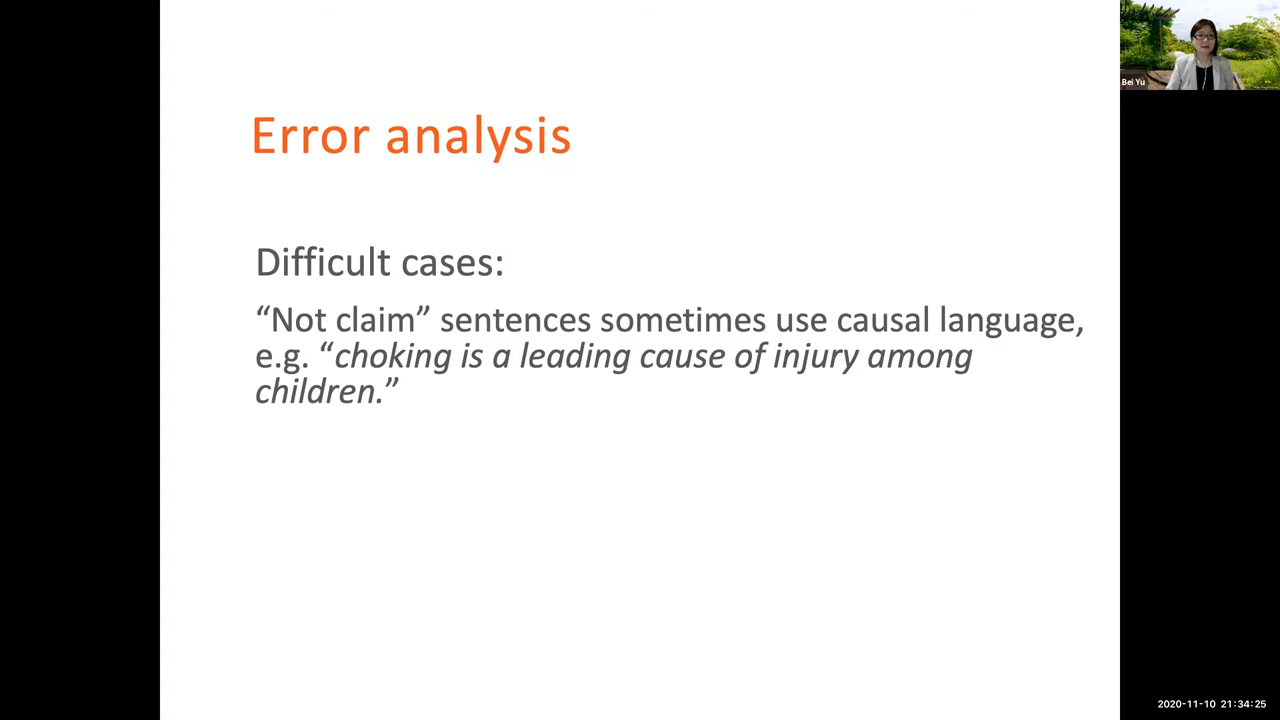 Bei Yu
Error analysis
Difficult cases:
“Not claim” sentences sometimes use causal language,
e.g. “choking is a leading cause of injury among
children.”
2020-11-10 21:34:25